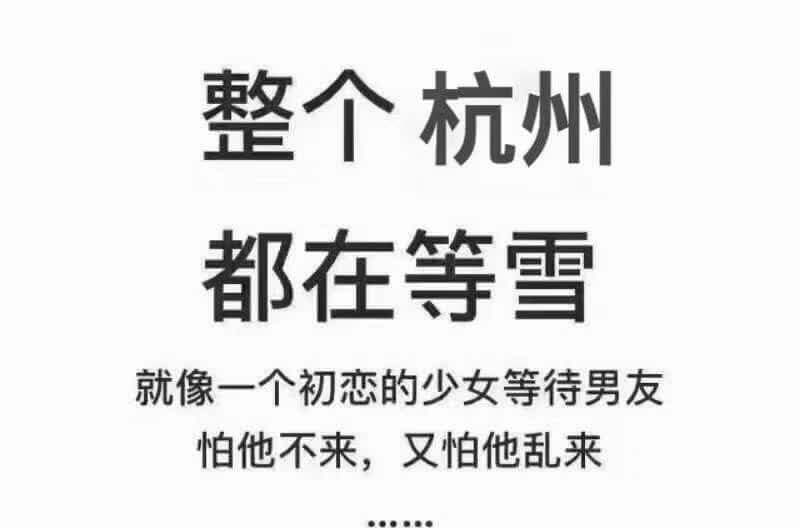 整个 杭州
都在等雪
就像一个初恋的少女等待男友
怕他不来，又怕他乱来
……